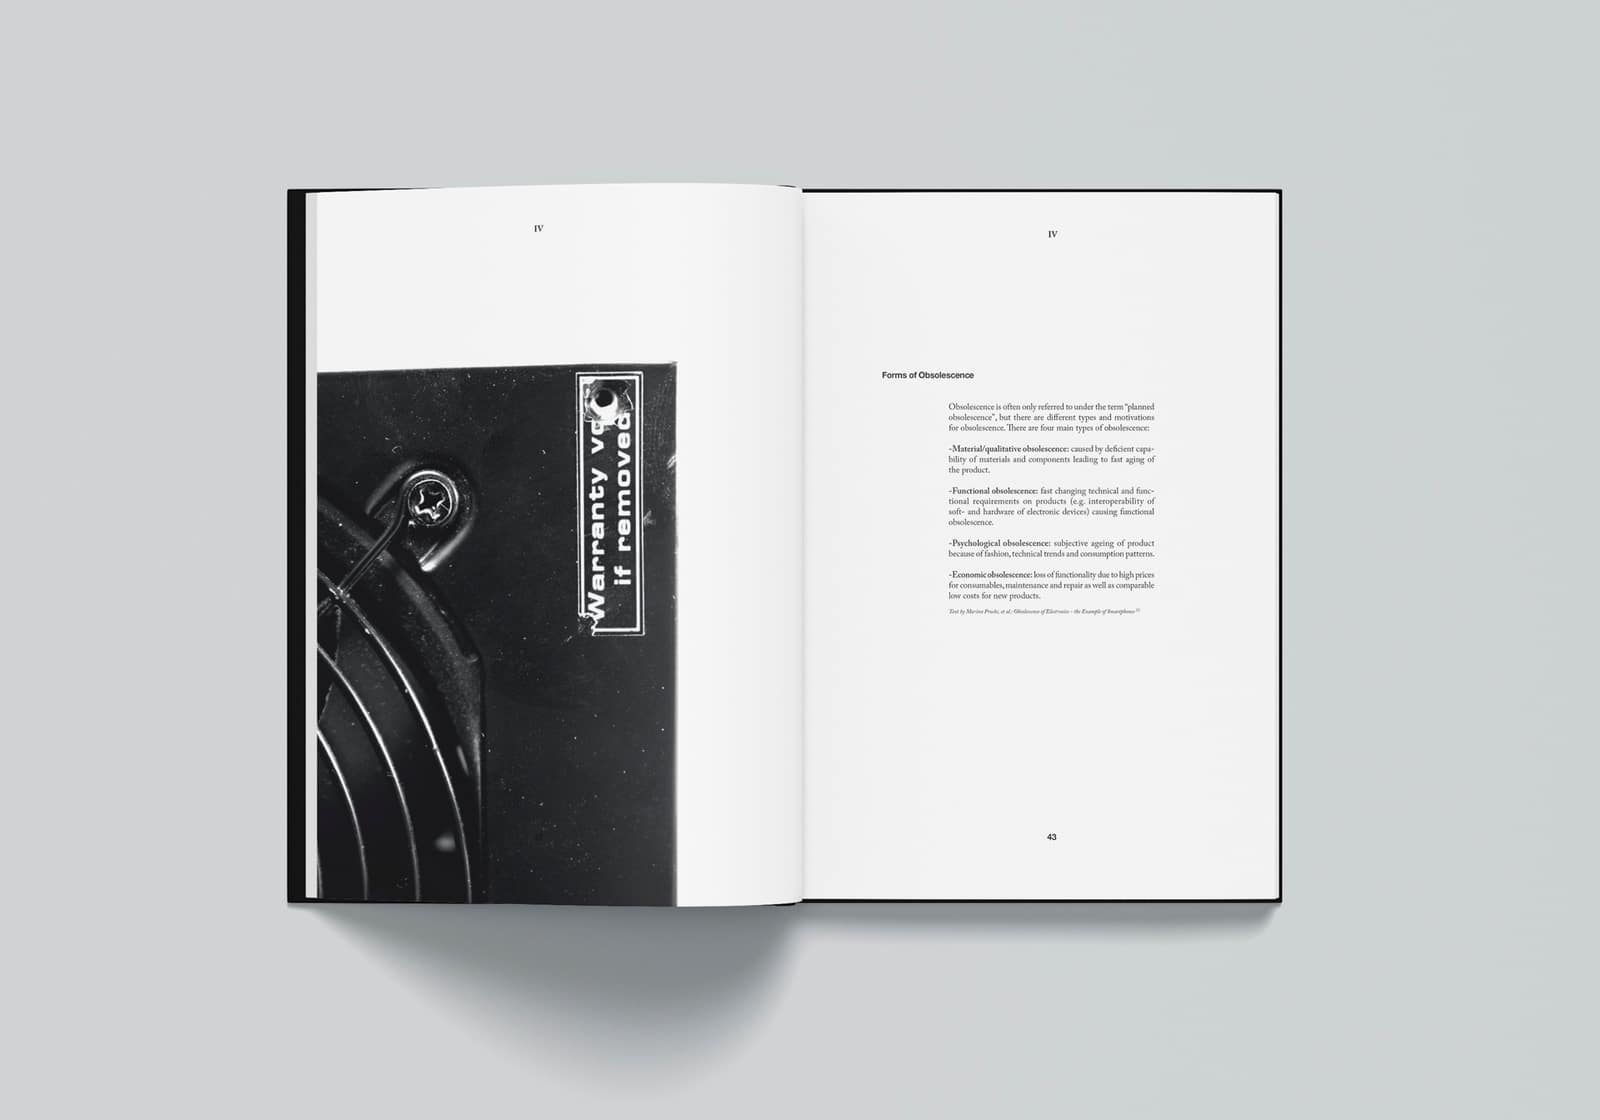 IV
Warranty vo
if removed
IV
Forms of Obsolescence
Obsolescence is often only referred to under the term “planned
obsolescence”, but there are different types and motivations
for obsolescence. There are four main types of obsolescence:
-Material/qualitative obsolescence: caused by deficient capa-
bility of materials and components leading to fast aging of
the product.
-Functional obsolescence: fast changing technical and func-
tional requirements on products (e.g. interoperability of
soft- and hardware of electronic devices) causing functional
obsolescence.
-Psychological obsolescence: subjective ageing of product
because of fashion, technical trends and consumption patterns.
-Economic obsolescence: loss of functionality due to high prices
for consumables, maintenance and repair as well as comparable
low costs for new products.
Text by Marina Proske, et al.: Obsolescence of Electronics - the Example of Smartphones
43